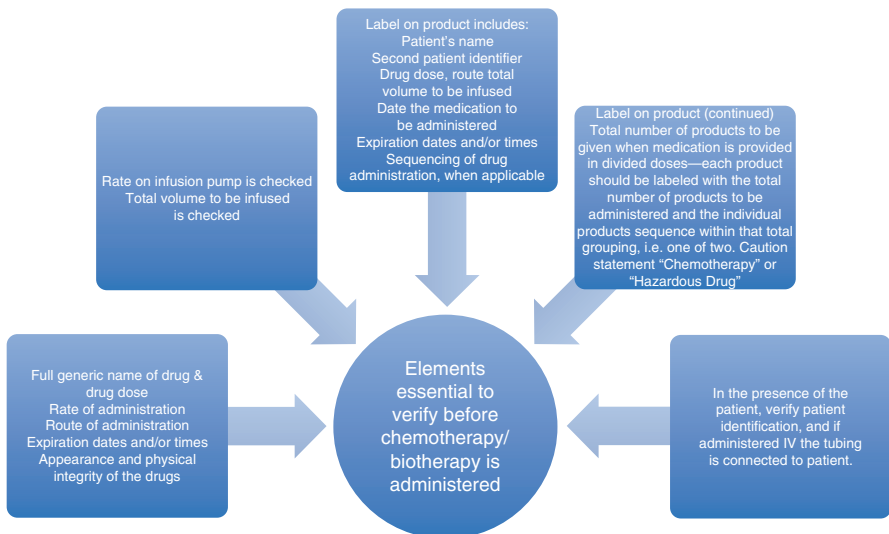 Full generic name of drug &
drug dose
Rate of administration
Route of administration
Expiration dates and/or times
Appearance and physical
integrity of the drugs
Rate on infusion pump is checked
Total volume to be infused
is checked
Label on product includes:
Patient's name
Second patient identifier
Drug dose, route total
volume to be infused
Date the medication to
be administered
Expiration dates and/or times
Sequencing of drug
administration, when applicable
Label on product (continued)
Total number of products to be
given when medication is provided
in divided doses—each product
should be labeled with the total
number of products to be
administered and the individual
products sequence within that total
grouping, i.e. one of two. Caution
statement “Chemotherapy” or
“Hazardous Drug”
In the presence of the
patient, verify patient
identification, and if
administered IV the tubing
is connected to patient.
Elements
essential to
verify before
chemotherapy/
biotherapy is
administered